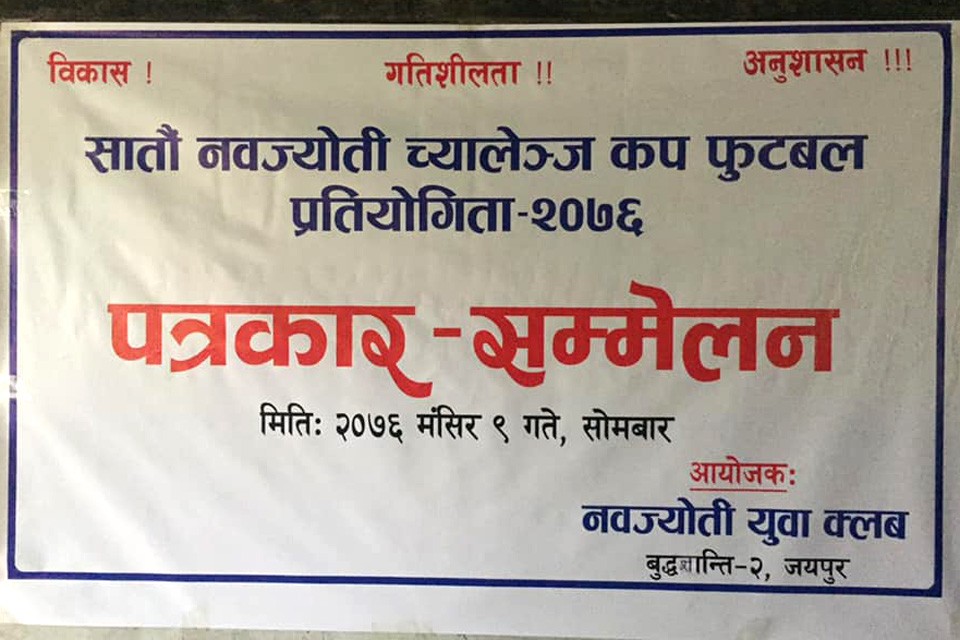 विकास ! गतिशीलता !! अनुशासन !!!
सातौं नवज्योती च्यालेञ्ज कप फुटबल
प्रतियोगिता-२०७६
पत्रकार-सम्मेलन
मितिः २०७६ मंसिर ९ गते, सोमबार
आयोजकः
नवज्योती युवा क्लब
बुद्धशान्ति-२, जयपुर